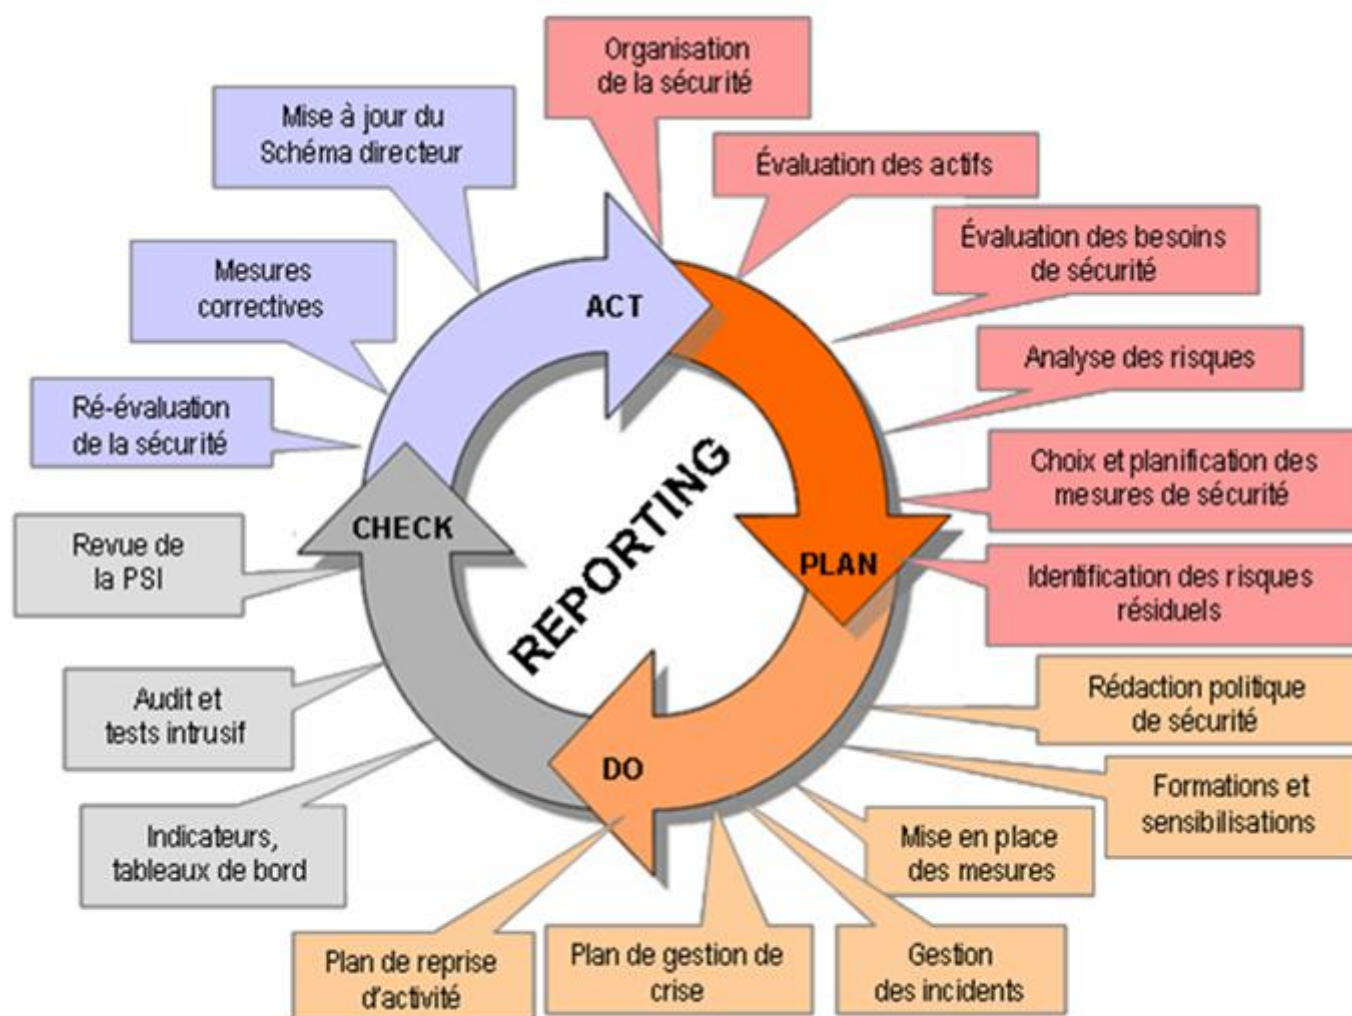 Organisation
de la sécurité
Mise à jour du
Schéma directeur
Évaluation des actifs
Évaluation des besoins
de sécurité
Mesures
correctives
ACT
Analyse des risques
Ré-évaluation
de la sécurité
Choix et planification des
mesures de sécurité
REPORTING
CHECK
Revue de
la PSI
PLAN
Identification des risques
résiduels
Audit et
tests intrusif
Rédaction politique
de sécurité
DO
Formations et
sensibilisations
Indicateurs,
tableaux de bord
Mise en place
des mesures
Plan de reprise
d'activité
Plan de gestion de
crise
Gestion
des incidents